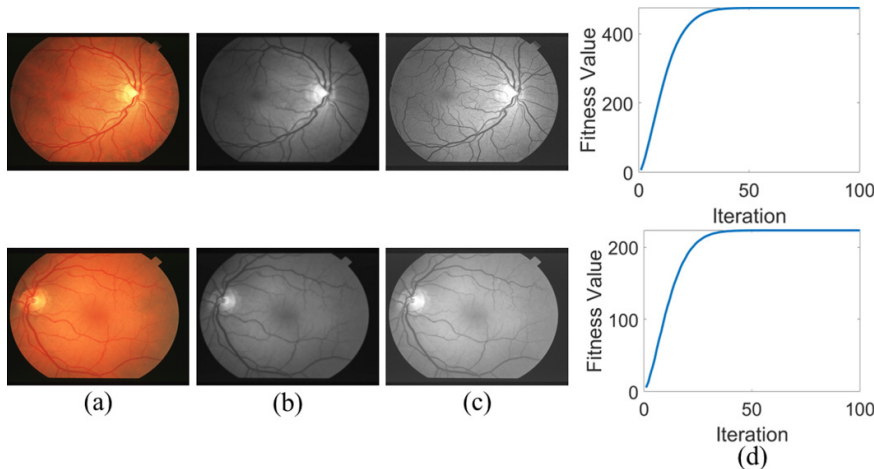 400
200
0
0
50
100
Fitness Value
Iteration
200
100
0
0
50
100
Fitness Value
Iteration
(a)
(b)
(c)
(d)